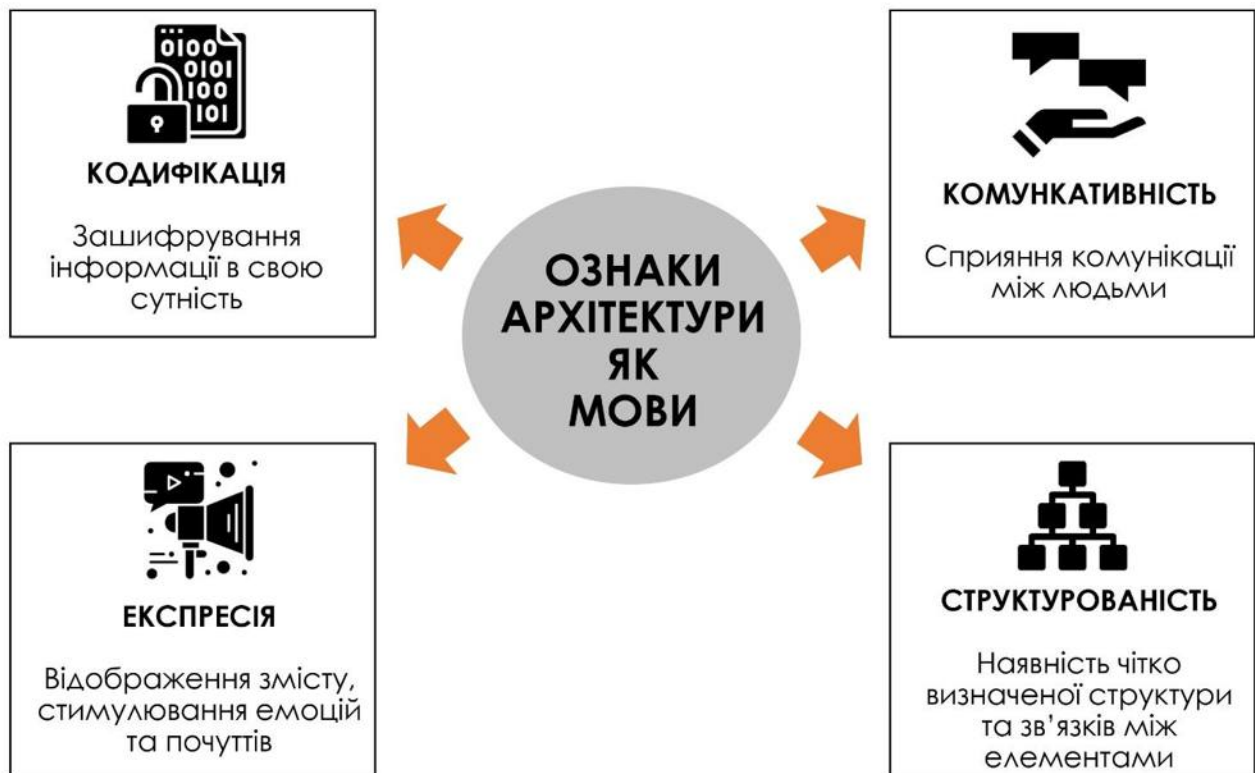 0100
0101
100
101
КОДИФІКАЦІЯ
Зашифрування
інформації в свою
сутність
КОМУНКАТИВНІСТЬ
Сприяння комунікації
між людьми
ОЗНАКИ
АРХІТЕКТУРИ
ЯК
МОВИ
ЕКСПРЕСІЯ
Відображення змісту,
стимулювання емоцій
та почуттів
СТРУКТУРОВАНІСТЬ
Наявність чітко
визначеної структури
та зв’язків між
елементами